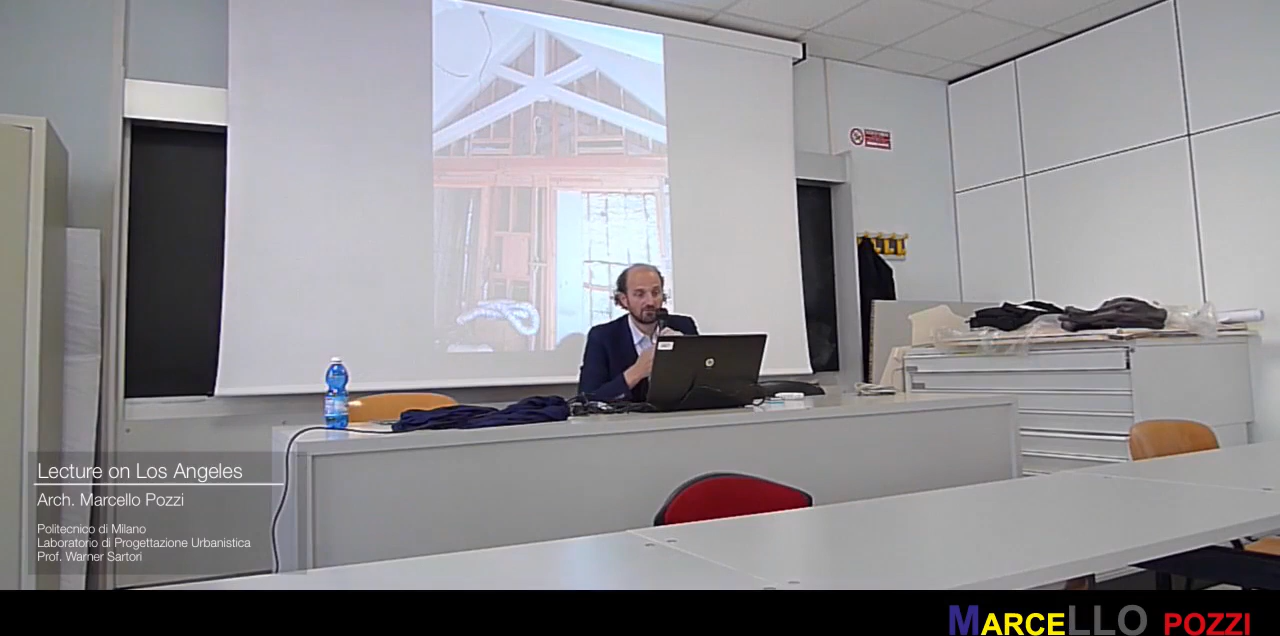 Lecture on Los Angeles
Arch. Marcello Pozzi
Politecnico di Milano
Laboratorio di Progettazione Urbanistica
Prof. Warner Sartori
MARCELLO POZZI